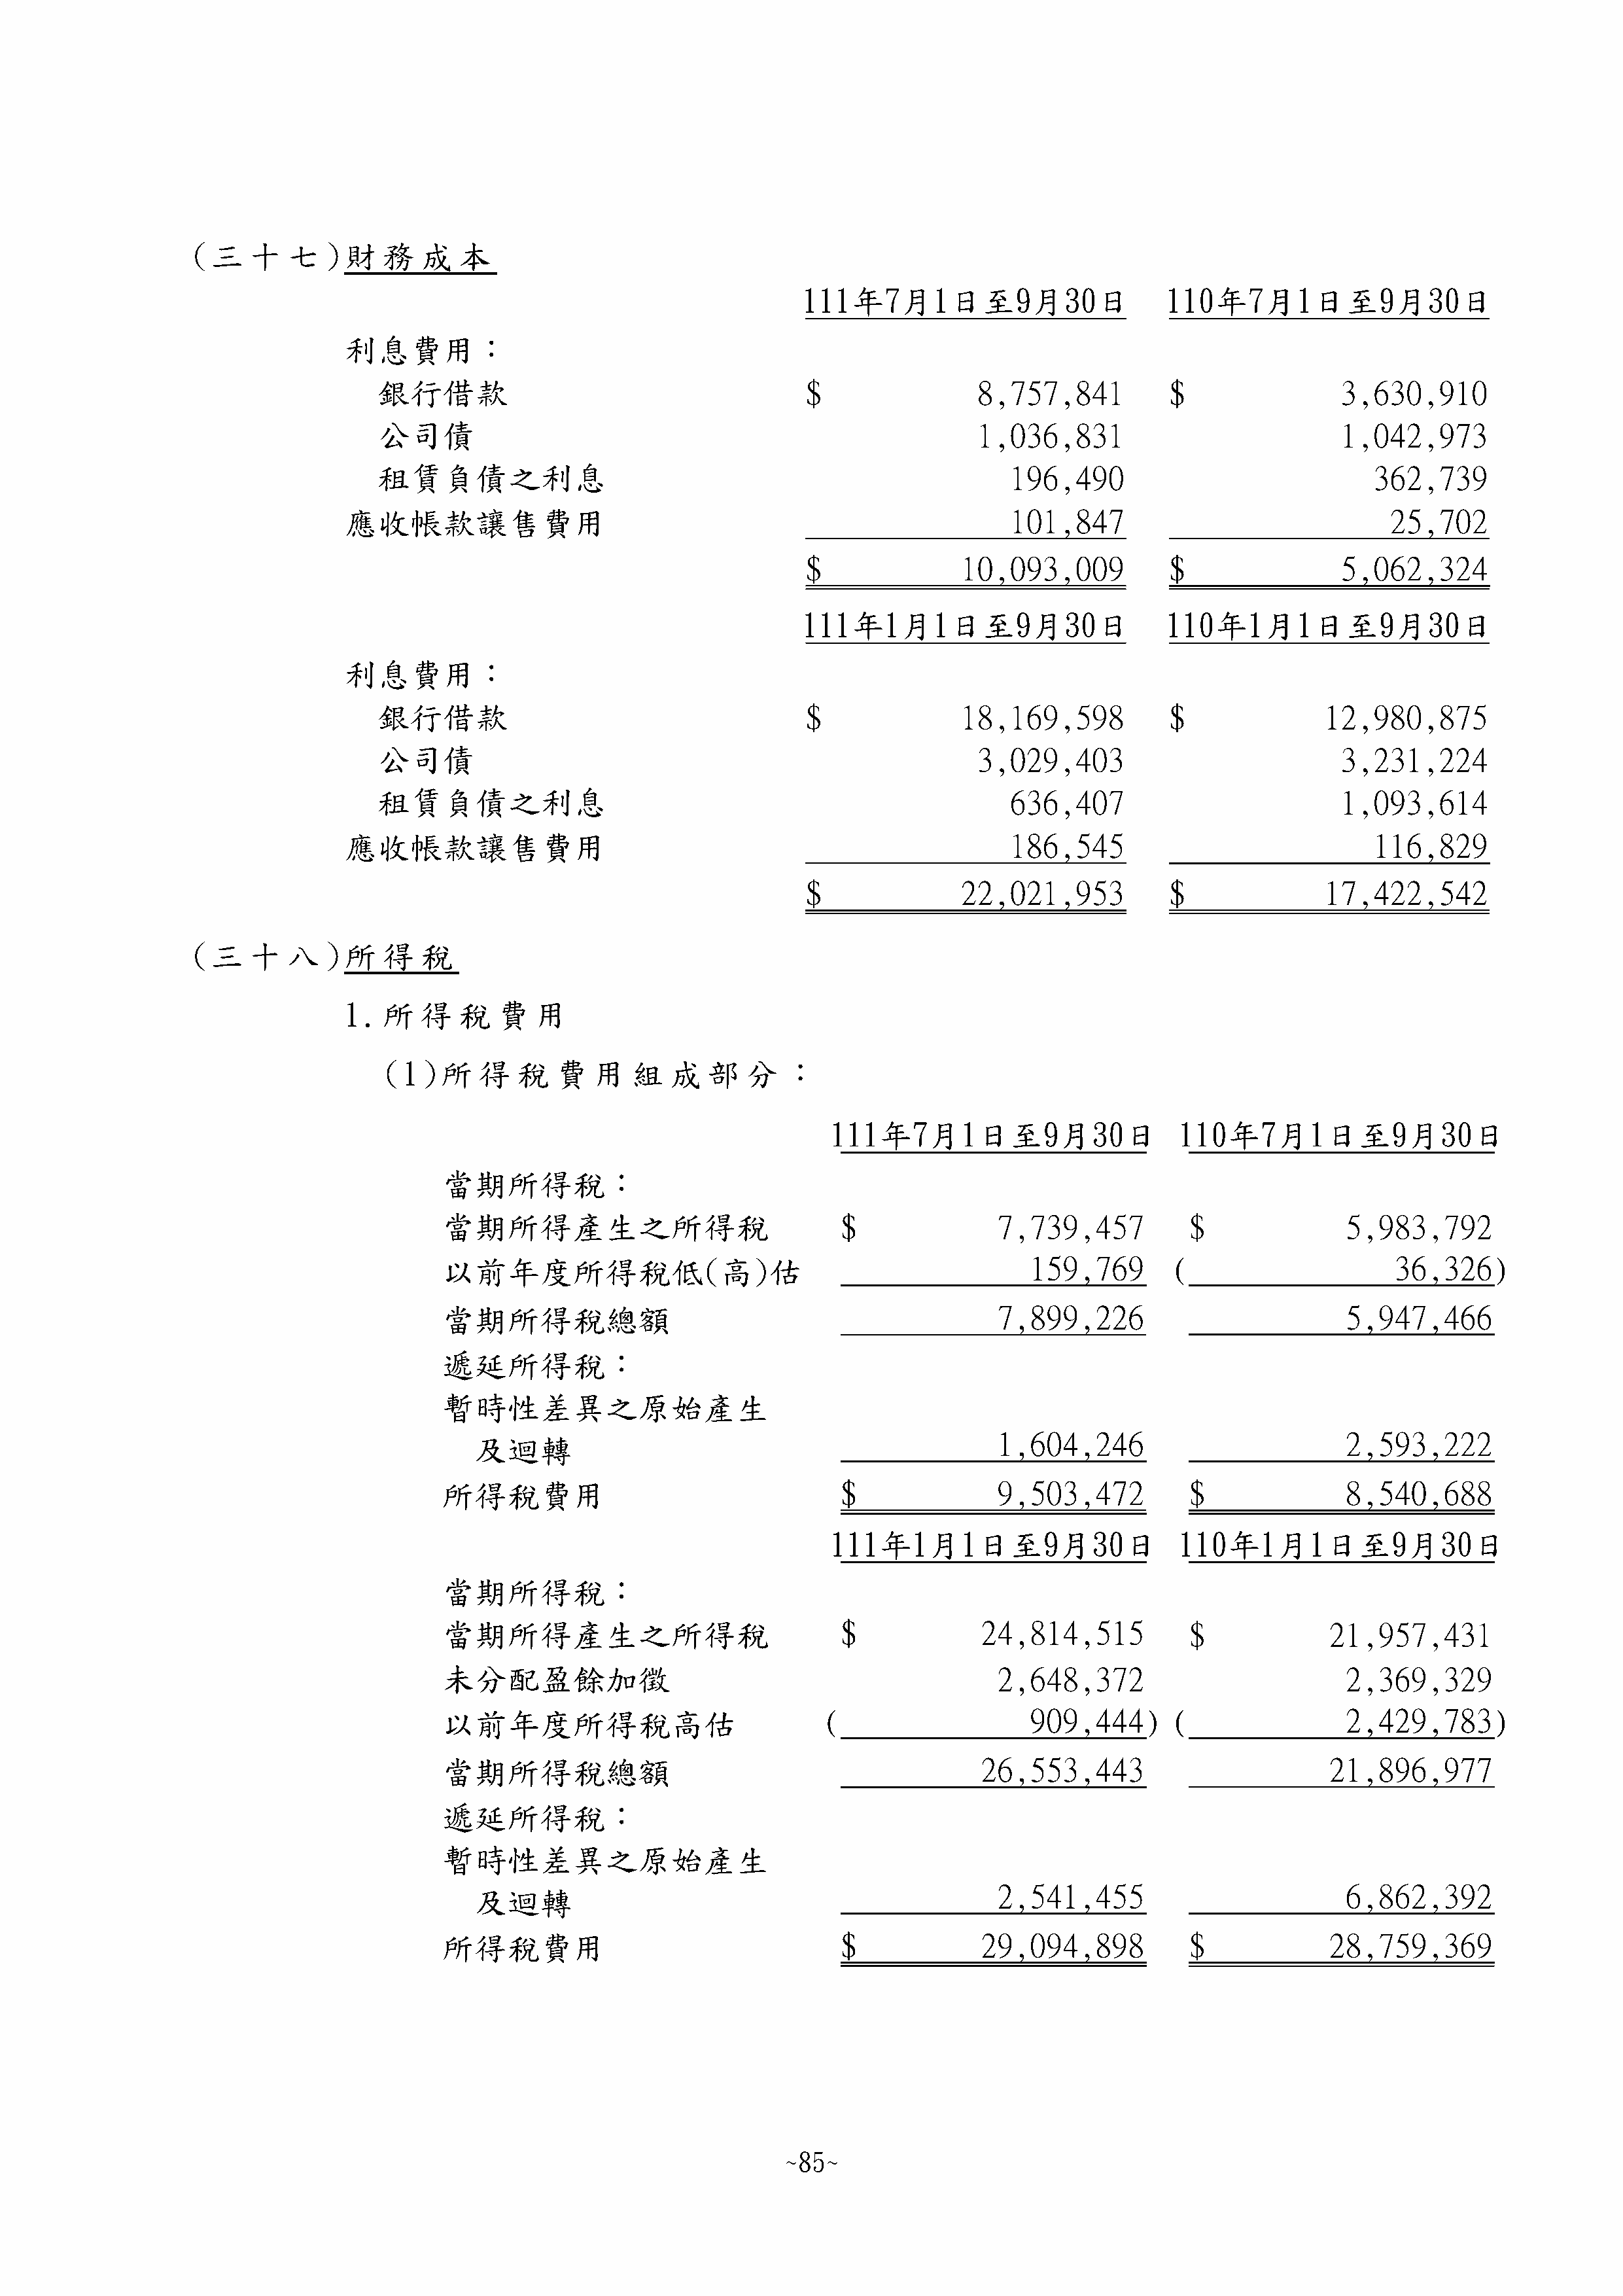 (三十七)財務成本
111年7月1日至9月30日 110年7月1日至9月30日
利息費用：
銀行借款 $ 8,757,841 $ 3,630,910
公司債 1,036,831 1,042,973
租賃負債之利息 196,490 362,739
應收帳款讓售費用 101,847 25,702
$ 10,093,009 $ 5,062,324
111年1月1日至9月30日 110年1月1日至9月30日
利息費用：
銀行借款 $ 18,169,598 $ 12,980,875
公司債 3,029,403 3,231,224
租賃負債之利息 636,407 1,093,614
應收帳款讓售費用 186,545 116,829
$ 22,021,953 $ 17,422,542
(三十八)所得稅
1.所得稅費用
(1)所得稅費用組成部分：
111年7月1日至9月30日 110年7月1日至9月30日
當期所得稅：
當期所得產生之所得稅 $ 7,739,457 $ 5,983,792
以前年度所得稅低(高)估 159,769 ( 36,326)
當期所得稅總額 7,899,226 5,947,466
遞延所得稅：
暫時性差異之原始產生
及迴轉 1,604,246 2,593,222
所得稅費用 $ 9,503,472 $ 8,540,688
111年1月1日至9月30日 110年1月1日至9月30日
當期所得稅：
當期所得產生之所得稅 $ 24,814,515 $ 21,957,431
未分配盈餘加徵 2,648,372 2,369,329
以前年度所得稅高估 ( 909,444) ( 2,429,783)
當期所得稅總額 26,553,443 21,896,977
遞延所得稅：
暫時性差異之原始產生
及迴轉 2,541,455 6,862,392
所得稅費用 $ 29,094,898 $ 28,759,369
~85~